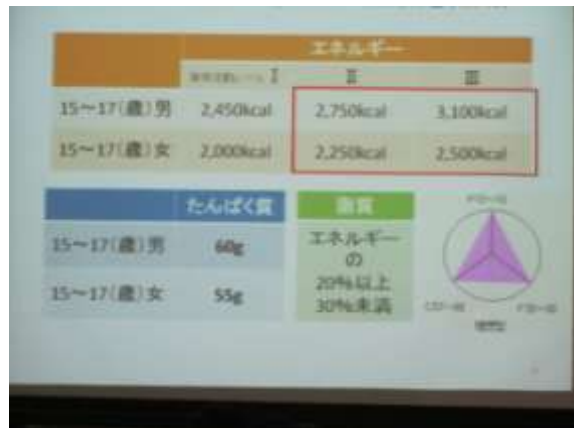 エネルギー
I II III
15〜17(歳)男 2,450kcal 2,750kcal 3,100kcal
15〜17(歳)女 2,000kcal 2,250kcal 2,500kcal
たんぱく質 脂質
15〜17(歳)男 60g
15〜17(歳)女 55g
エネルギー
の
20%以上
30%未満